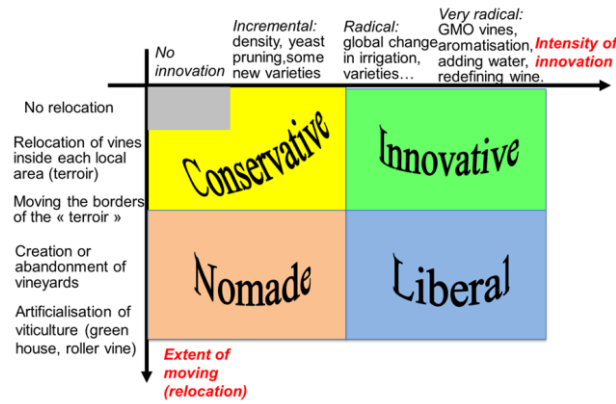 No
innovation
Incremental:
density, yeast
pruning,some
new varieties
Radical:
global change
in irrigation,
varieties…
Very radical:
GMO vines,
aromatisation,
adding water,
redefining wine.
Intensity of
innovation
No relocation
Relocation of vines
inside each local
area (terroir)
Moving the borders
of the « terroir »
Creation or
abandonment of
vineyards
Artificialisation of
viticulture (green
house, roller vine)
Conservative
Innovative
Nomade
Liberal
Extent of
moving
(relocation)